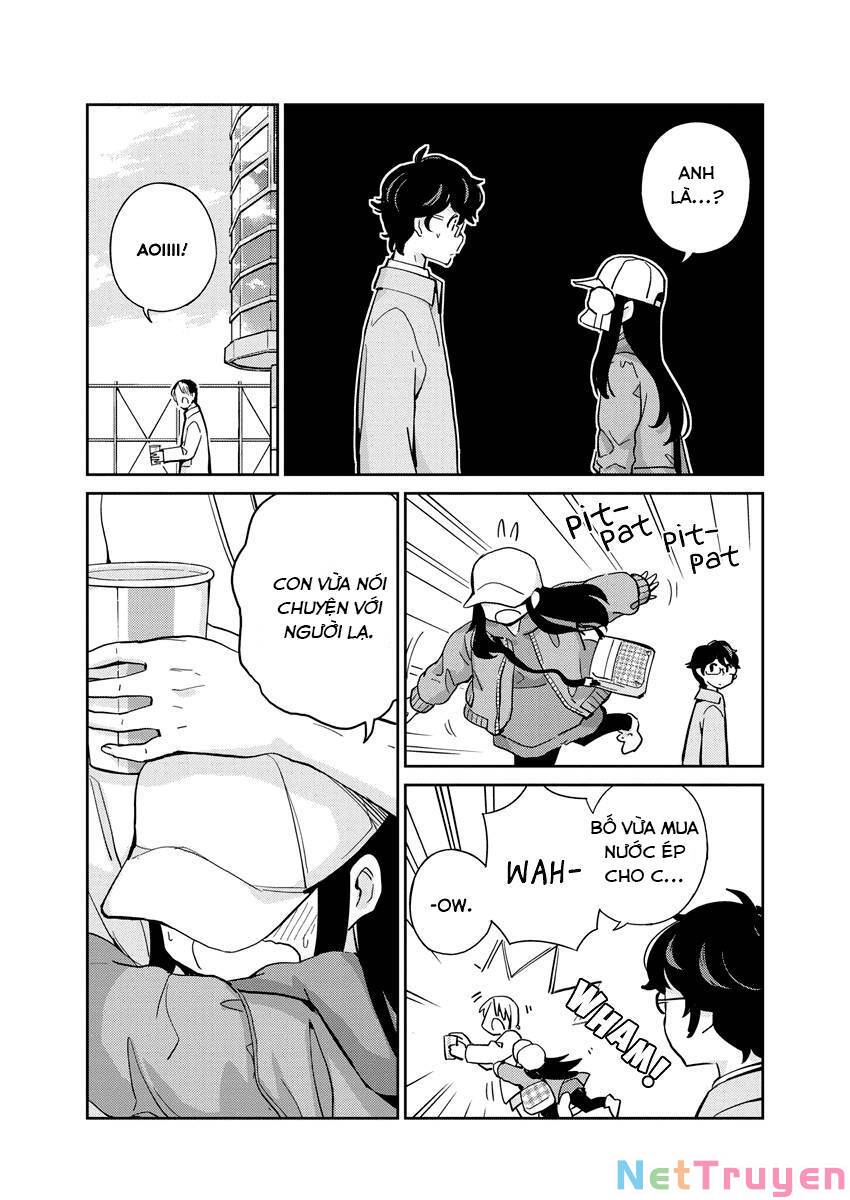 ANH
LÀ...?
AOIIII!
PIT-
PAT
PIT-
PAT
BỐ VỪA MUA
NƯỚC ÉP
CHO C...
WAH-
-OW.
WHAM!
CON VỪA NÓI
CHUYỆN VỚI
NGƯỜI LẠ.
NetTruyen